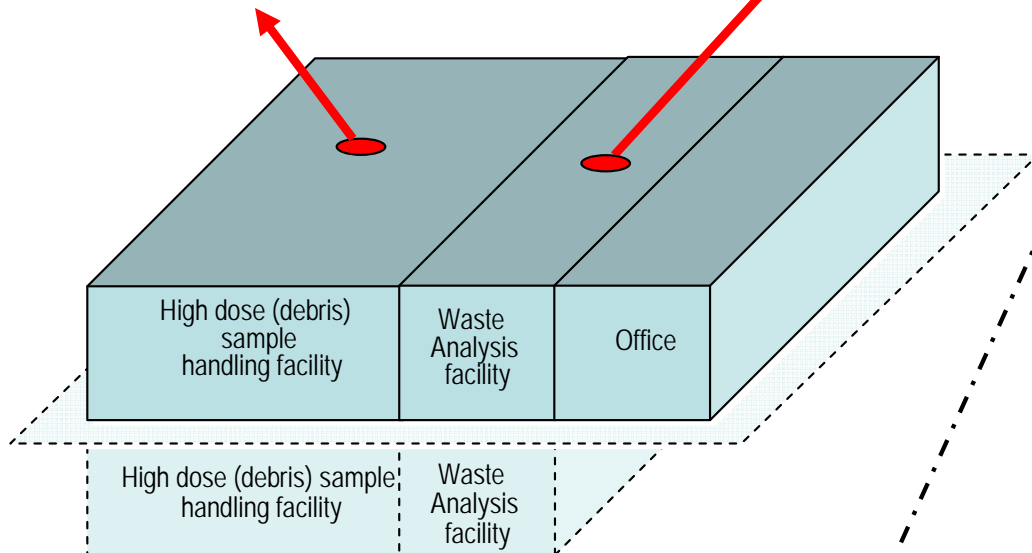 High dose (debris)
sample
handling facility
Waste
Analysis
facility
Office
High dose (debris) sample
handling facility
Waste
Analysis
facility